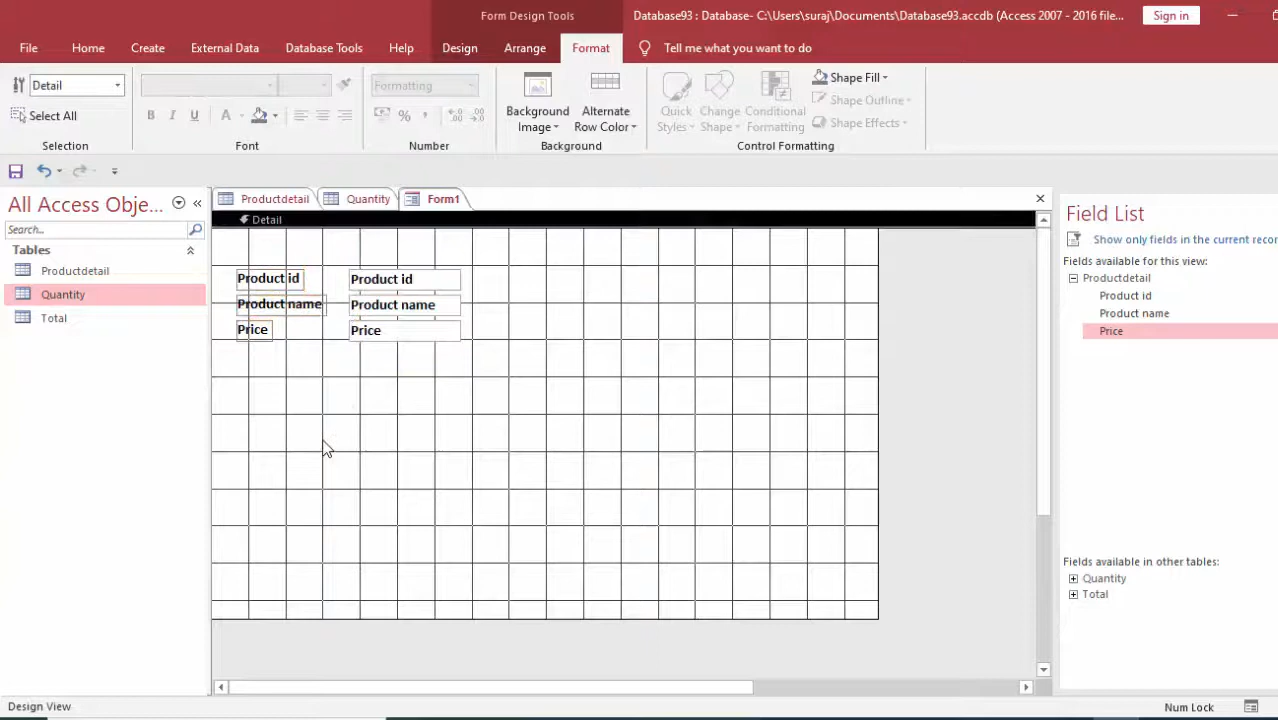 Form Design Tools
Database93 : Database- C:\Users\suraj\Documents\Database93.accdb (Access 2007 - 2016 file...
Sign in
File Home Create External Data Database Tools Help Design Arrange Format Tell me what you want to do
Detail
Select All
Selection
B I U A
Font
Formatting
% ,
Number
Background Image
Alternate Row Color
Background
Quick Styles
Change Shape
Conditional Formatting
Shape Fill
Shape Outline
Shape Effects
Control Formatting
All Access Obje...
Search...
Tables
Productdetail
Quantity
Total
Productdetail Quantity Form1
Detail
Product id Product id
Product name Product name
Price Price
Field List
Show only fields in the current recor
Fields available for this view:
Productdetail
Product id
Product name
Price
Fields available in other tables:
Quantity
Total
Design View
Num Lock